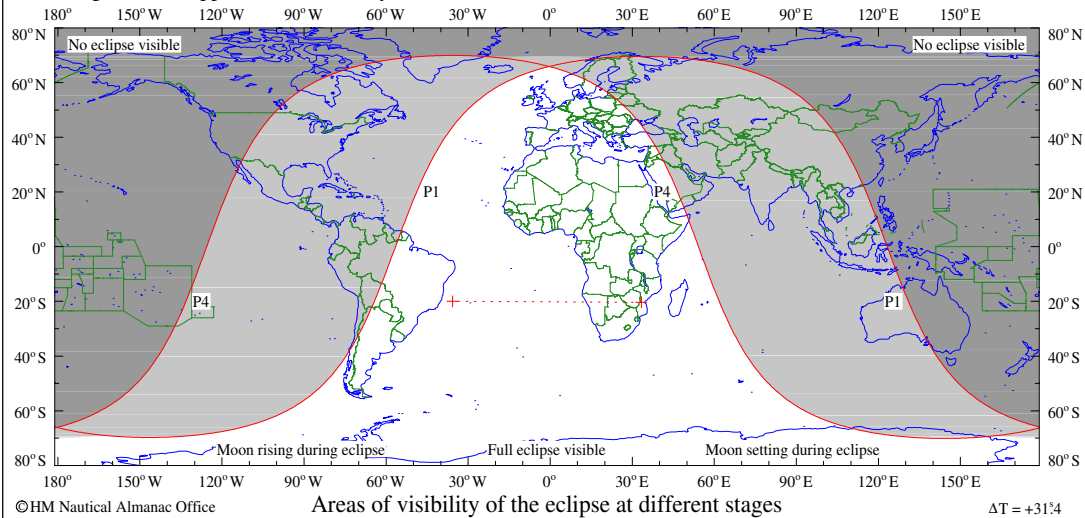 180° 150° W 120° W 90° W 60° W 30° W 0° 30° E 60° E 90° E 120° E 150° E
80° N No eclipse visible No eclipse visible 80° N
60° N 60° N
40° N 40° N
20° N P1 P4 20° N
0° 0°
20° S P4 P1 20° S
40° S 40° S
60° S 60° S
Moon rising during eclipse Full eclipse visible Moon setting during eclipse
80° S 80° S
180° 150° W 120° W 90° W 60° W 30° W 0° 30° E 60° E 90° E 120° E 150° E
©HM Nautical Almanac Office Areas of visibility of the eclipse at different stages ΔT = +31ˢ.4